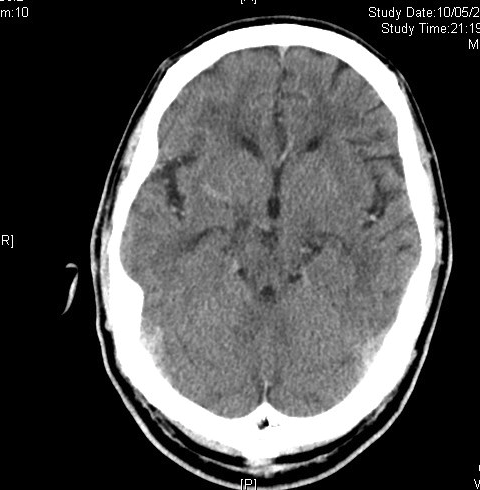 [A]
m:10
Study Date:10/05/2
Study Time:21:19
M
R]
[P]